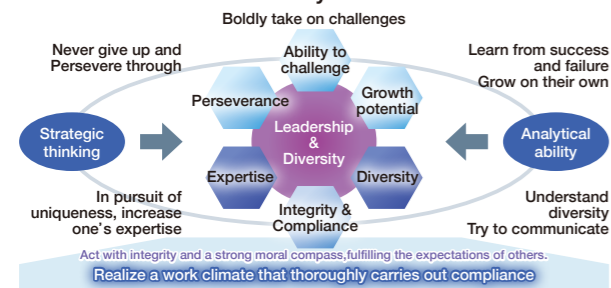 Boldly take on challenges
Never give up and
Persevere through
Ability to
challenge
Learn from success
and failure
Grow on their own
Perseverance
Growth
potential
Strategic
thinking
Leadership
&
Diversity
Analytical
ability
Expertise
Diversity
In pursuit of
uniqueness, increase
one's expertise
Integrity &
Compliance
Understand
diversity
Try to communicate
Act with integrity and a strong moral compass,fulfilling the expectations of others.
Realize a work climate that thoroughly carries out compliance